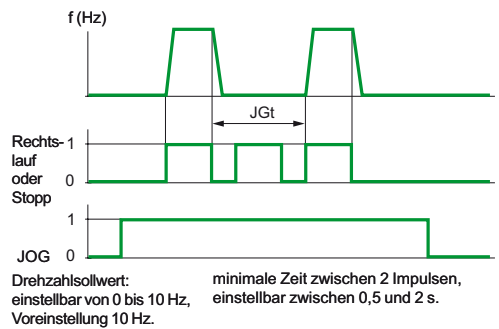 f (Hz)
JGt
Rechts-
lauf
oder
Stopp
1
0
1
JOG 0
Drehzahlsollwert:
einstellbar von 0 bis 10 Hz,
Voreinstellung 10 Hz.
minimale Zeit zwischen 2 Impulsen,
einstellbar zwischen 0,5 und 2 s.